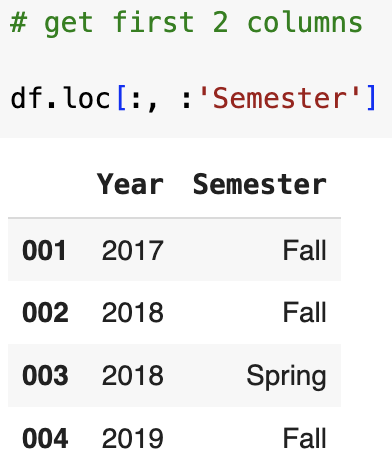 # get first 2 columns
df.loc[:, :'Semester']
Year Semester
001 2017 Fall
002 2018 Fall
003 2018 Spring
004 2019 Fall